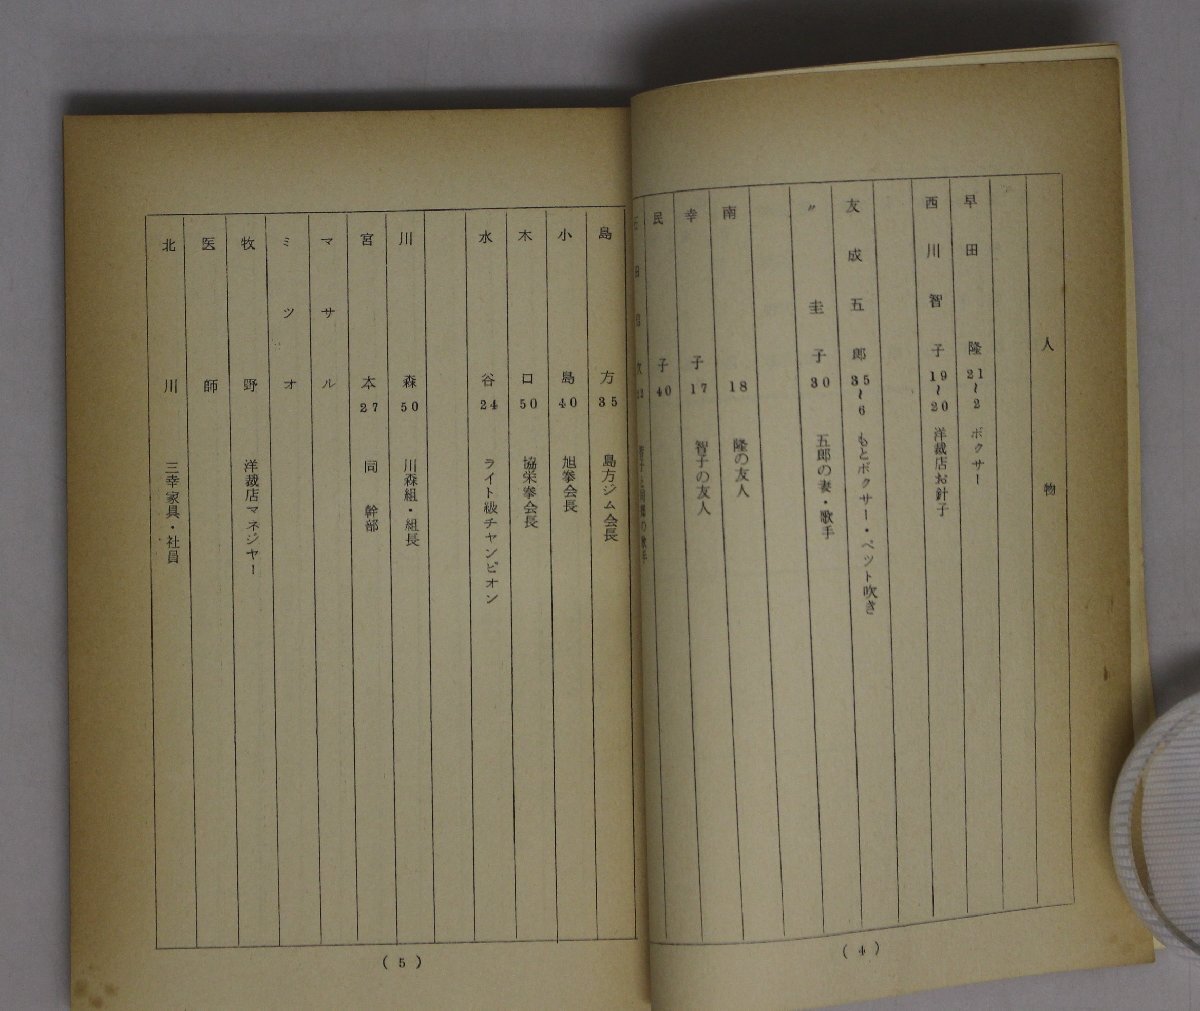 人物
早田隆 21~2 ボクサー
西川智子 19~20 洋裁店お針子
友成五郎 35~6 もとボクサー・ペット吹き
〃圭子 30 五郎の妻・歌手
南 18 隆の友人
幸子 17 智子の友人
民子 40
(4)
島方 35 島方ジム会長
小島 40 旭拳会長
木口 50 協栄拳会長
水谷 24 ライト級チャンピオン
川森 50 川森組・組長
宮本 27 同 幹部
マサル
ミツオ
牧野 洋裁店マネジャー
医師
北川 三幸家具・社員
(5)